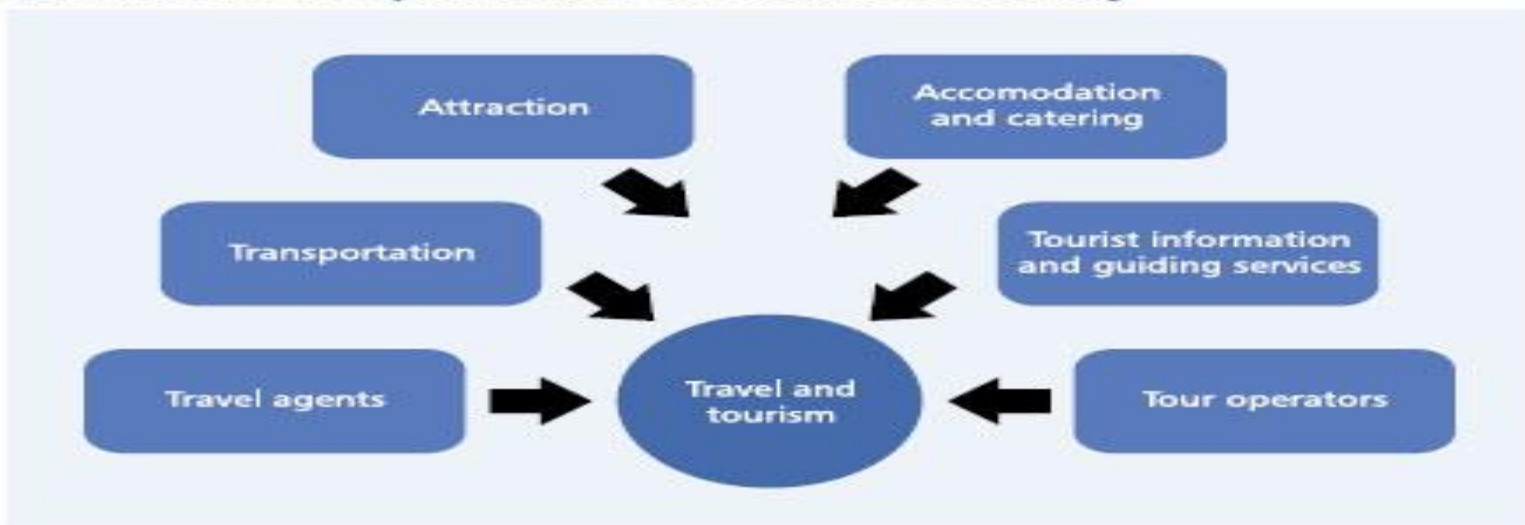 Attraction
Accomodation
and catering
Transportation
Tourist information
and guiding services
Travel agents
Travel and
tourism
Tour operators